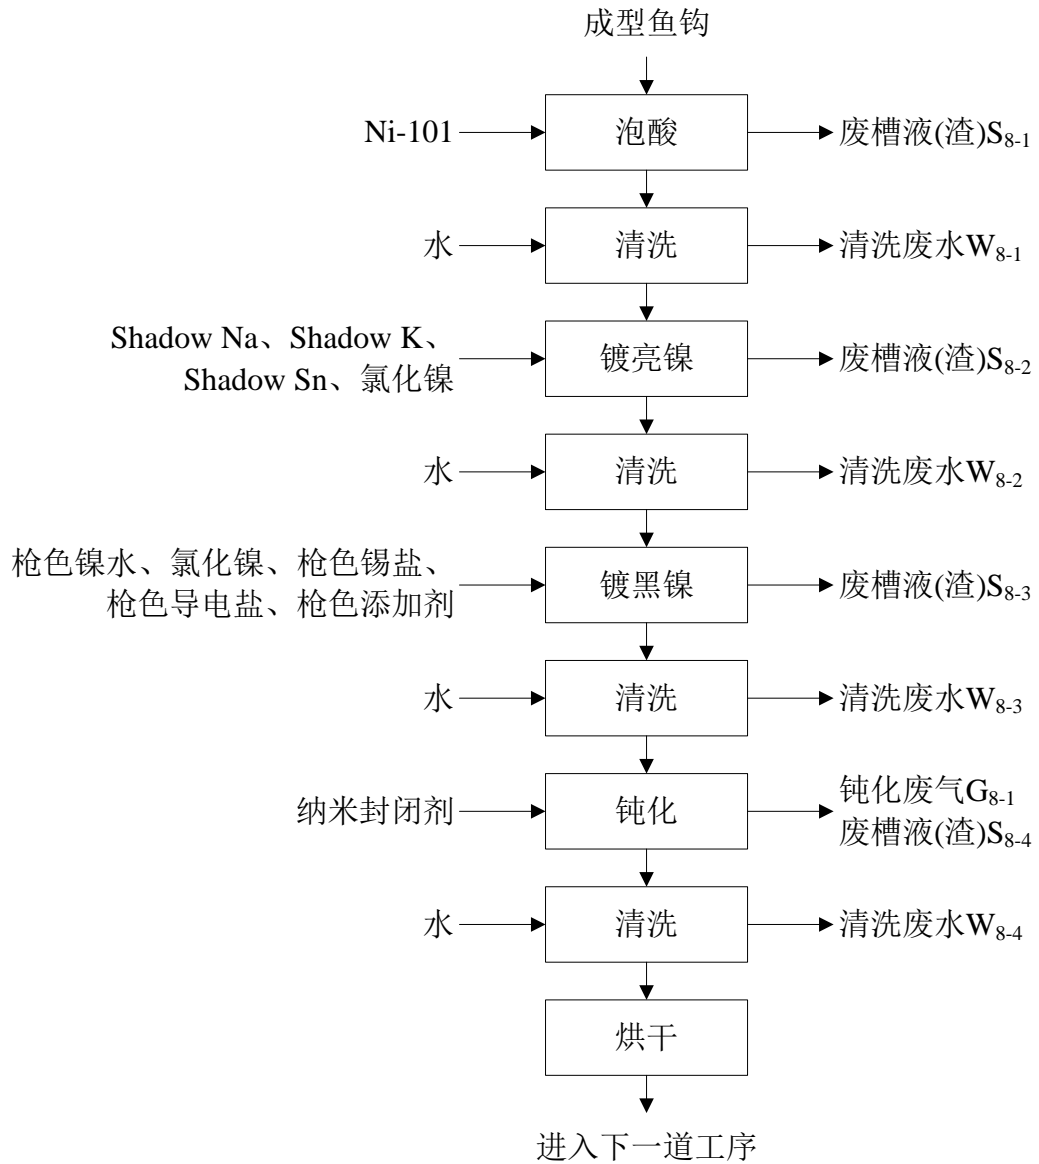 成型鱼钩
Ni-101
泡酸
废槽液(渣)S8-1
水
清洗
清洗废水W8-1
Shadow Na、Shadow K、
Shadow Sn、氯化镍
镀亮镍
废槽液(渣)S8-2
水
清洗
清洗废水W8-2
枪色镍水、氯化镍、枪色锡盐、
枪色导电盐、枪色添加剂
镀黑镍
废槽液(渣)S8-3
水
清洗
清洗废水W8-3
纳米封闭剂
钝化
钝化废气G8-1
废槽液(渣)S8-4
水
清洗
清洗废水W8-4
烘干
进入下一道工序